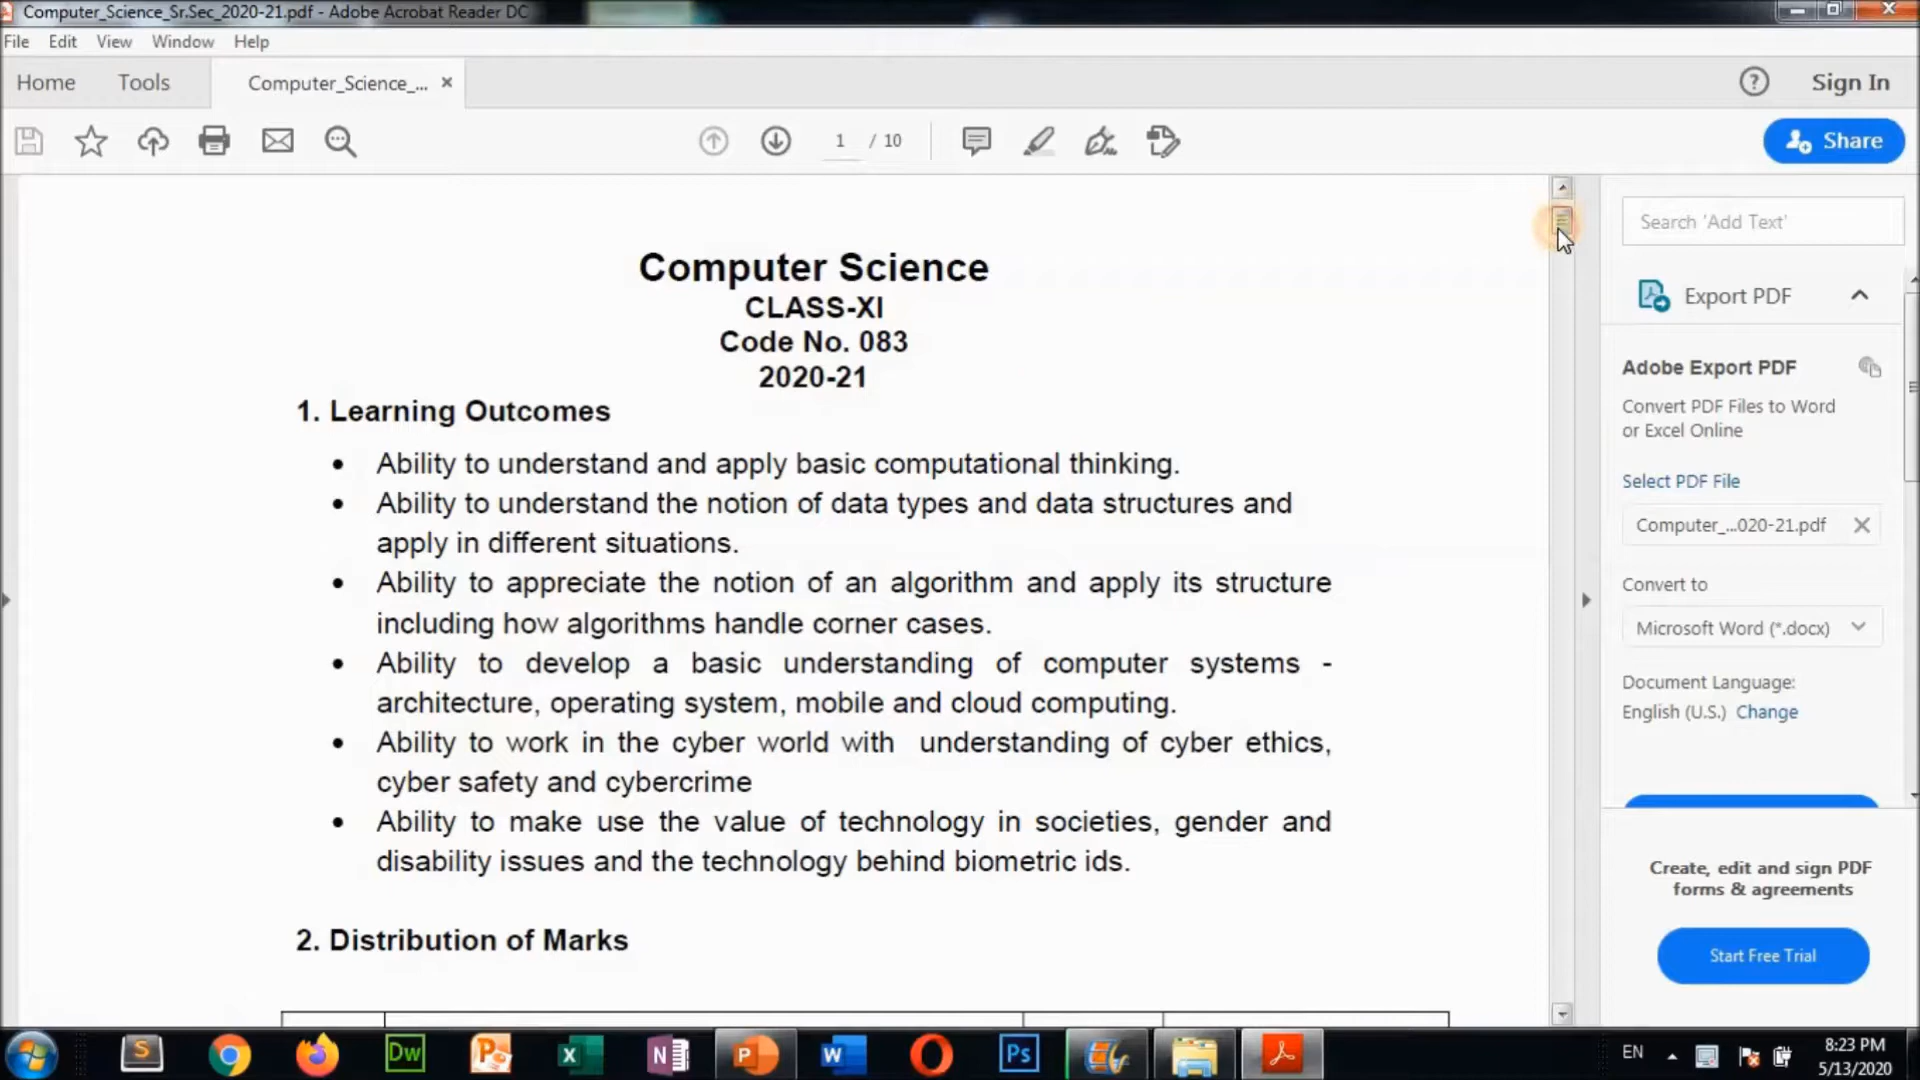 Computer_Science_Sr.Sec_2020-21.pdf - Adobe Acrobat Reader DC
File Edit View Window Help
Home Tools Computer_Science_... × ? Sign In
1 / 10 Share
Search 'Add Text'
Computer Science
CLASS-XI
Code No. 083
2020-21
1. Learning Outcomes
• Ability to understand and apply basic computational thinking.
• Ability to understand the notion of data types and data structures and
apply in different situations.
• Ability to appreciate the notion of an algorithm and apply its structure
including how algorithms handle corner cases.
• Ability to develop a basic understanding of computer systems -
architecture, operating system, mobile and cloud computing.
• Ability to work in the cyber world with understanding of cyber ethics,
cyber safety and cybercrime
• Ability to make use the value of technology in societies, gender and
disability issues and the technology behind biometric ids.
2. Distribution of Marks
Export PDF
Adobe Export PDF
Convert PDF Files to Word
or Excel Online
Select PDF File
Computer_...020-21.pdf
Convert to
Microsoft Word (*.docx)
Document Language:
English (U.S.) Change
Create, edit and sign PDF
forms & agreements
Start Free Trial
S Dw P X N P W Ps EN 8:23 PM
5/13/2020